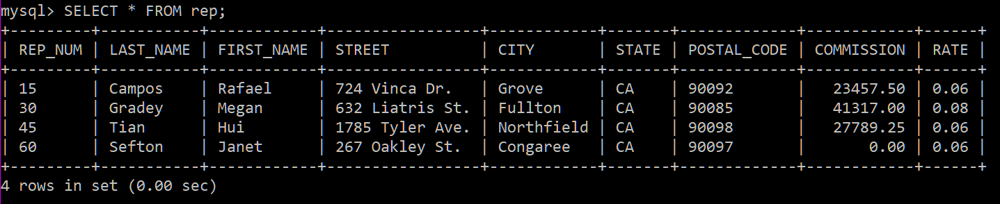 mysql> SELECT * FROM rep;
+---------+-----------+------------+-----------------+------------+-------+-------------+------------+------+
| REP_NUM | LAST_NAME | FIRST_NAME | STREET          | CITY       | STATE | POSTAL_CODE | COMMISSION | RATE |
+---------+-----------+------------+-----------------+------------+-------+-------------+------------+------+
| 15      | Campos    | Rafael     | 724 Vinca Dr.   | Grove      | CA    | 90092       |   23457.50 | 0.06 |
| 30      | Gradey    | Megan      | 632 Liatris St. | Fullton    | CA    | 90085       |   41317.00 | 0.08 |
| 45      | Tian      | Hui        | 1785 Tyler Ave. | Northfield | CA    | 90098       |   27789.25 | 0.06 |
| 60      | Sefton    | Janet      | 267 Oakley St.  | Congaree   | CA    | 90097       |       0.00 | 0.06 |
+---------+-----------+------------+-----------------+------------+-------+-------------+------------+------+
4 rows in set (0.00 sec)